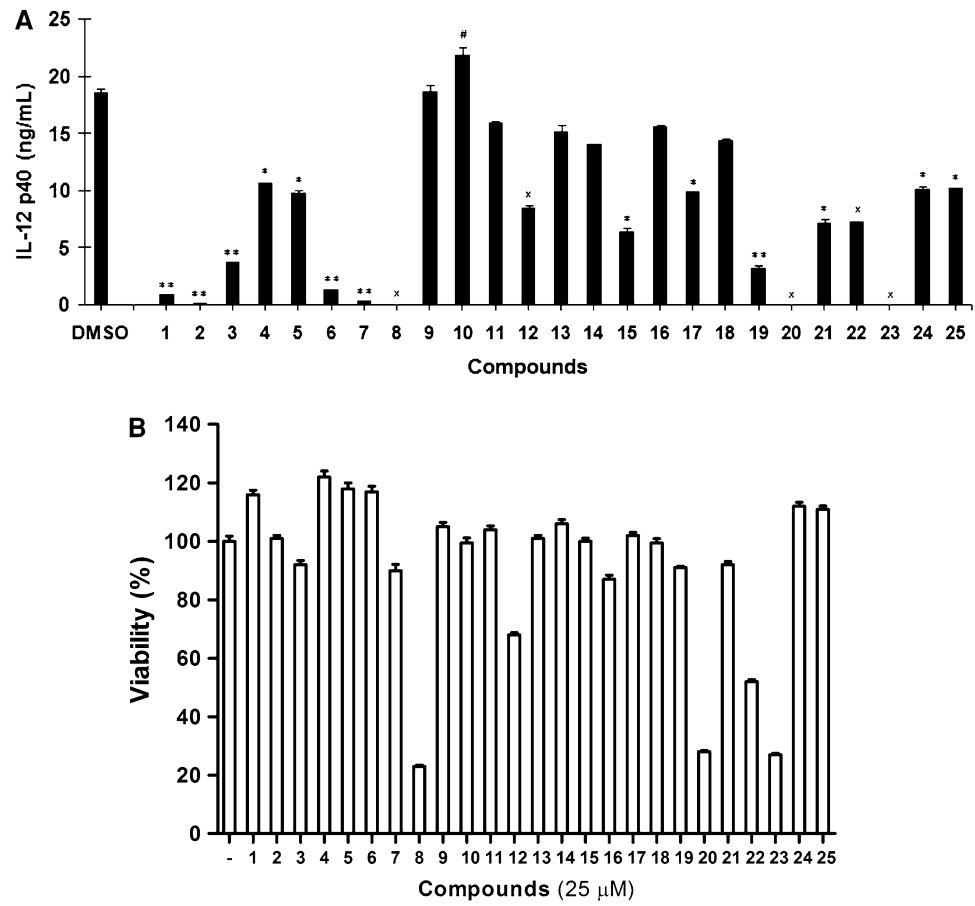 A
25
#
20
15
10
5
0
IL-12 p40 (ng/mL)
** ** ** * * ** ** x x * * ** x * x x * *
DMSO 1 2 3 4 5 6 7 8 9 10 11 12 13 14 15 16 17 18 19 20 21 22 23 24 25
Compounds
B
140
120
100
80
60
40
20
0
Viability (%)
- 1 2 3 4 5 6 7 8 9 10 11 12 13 14 15 16 17 18 19 20 21 22 23 24 25
Compounds (25 µM)